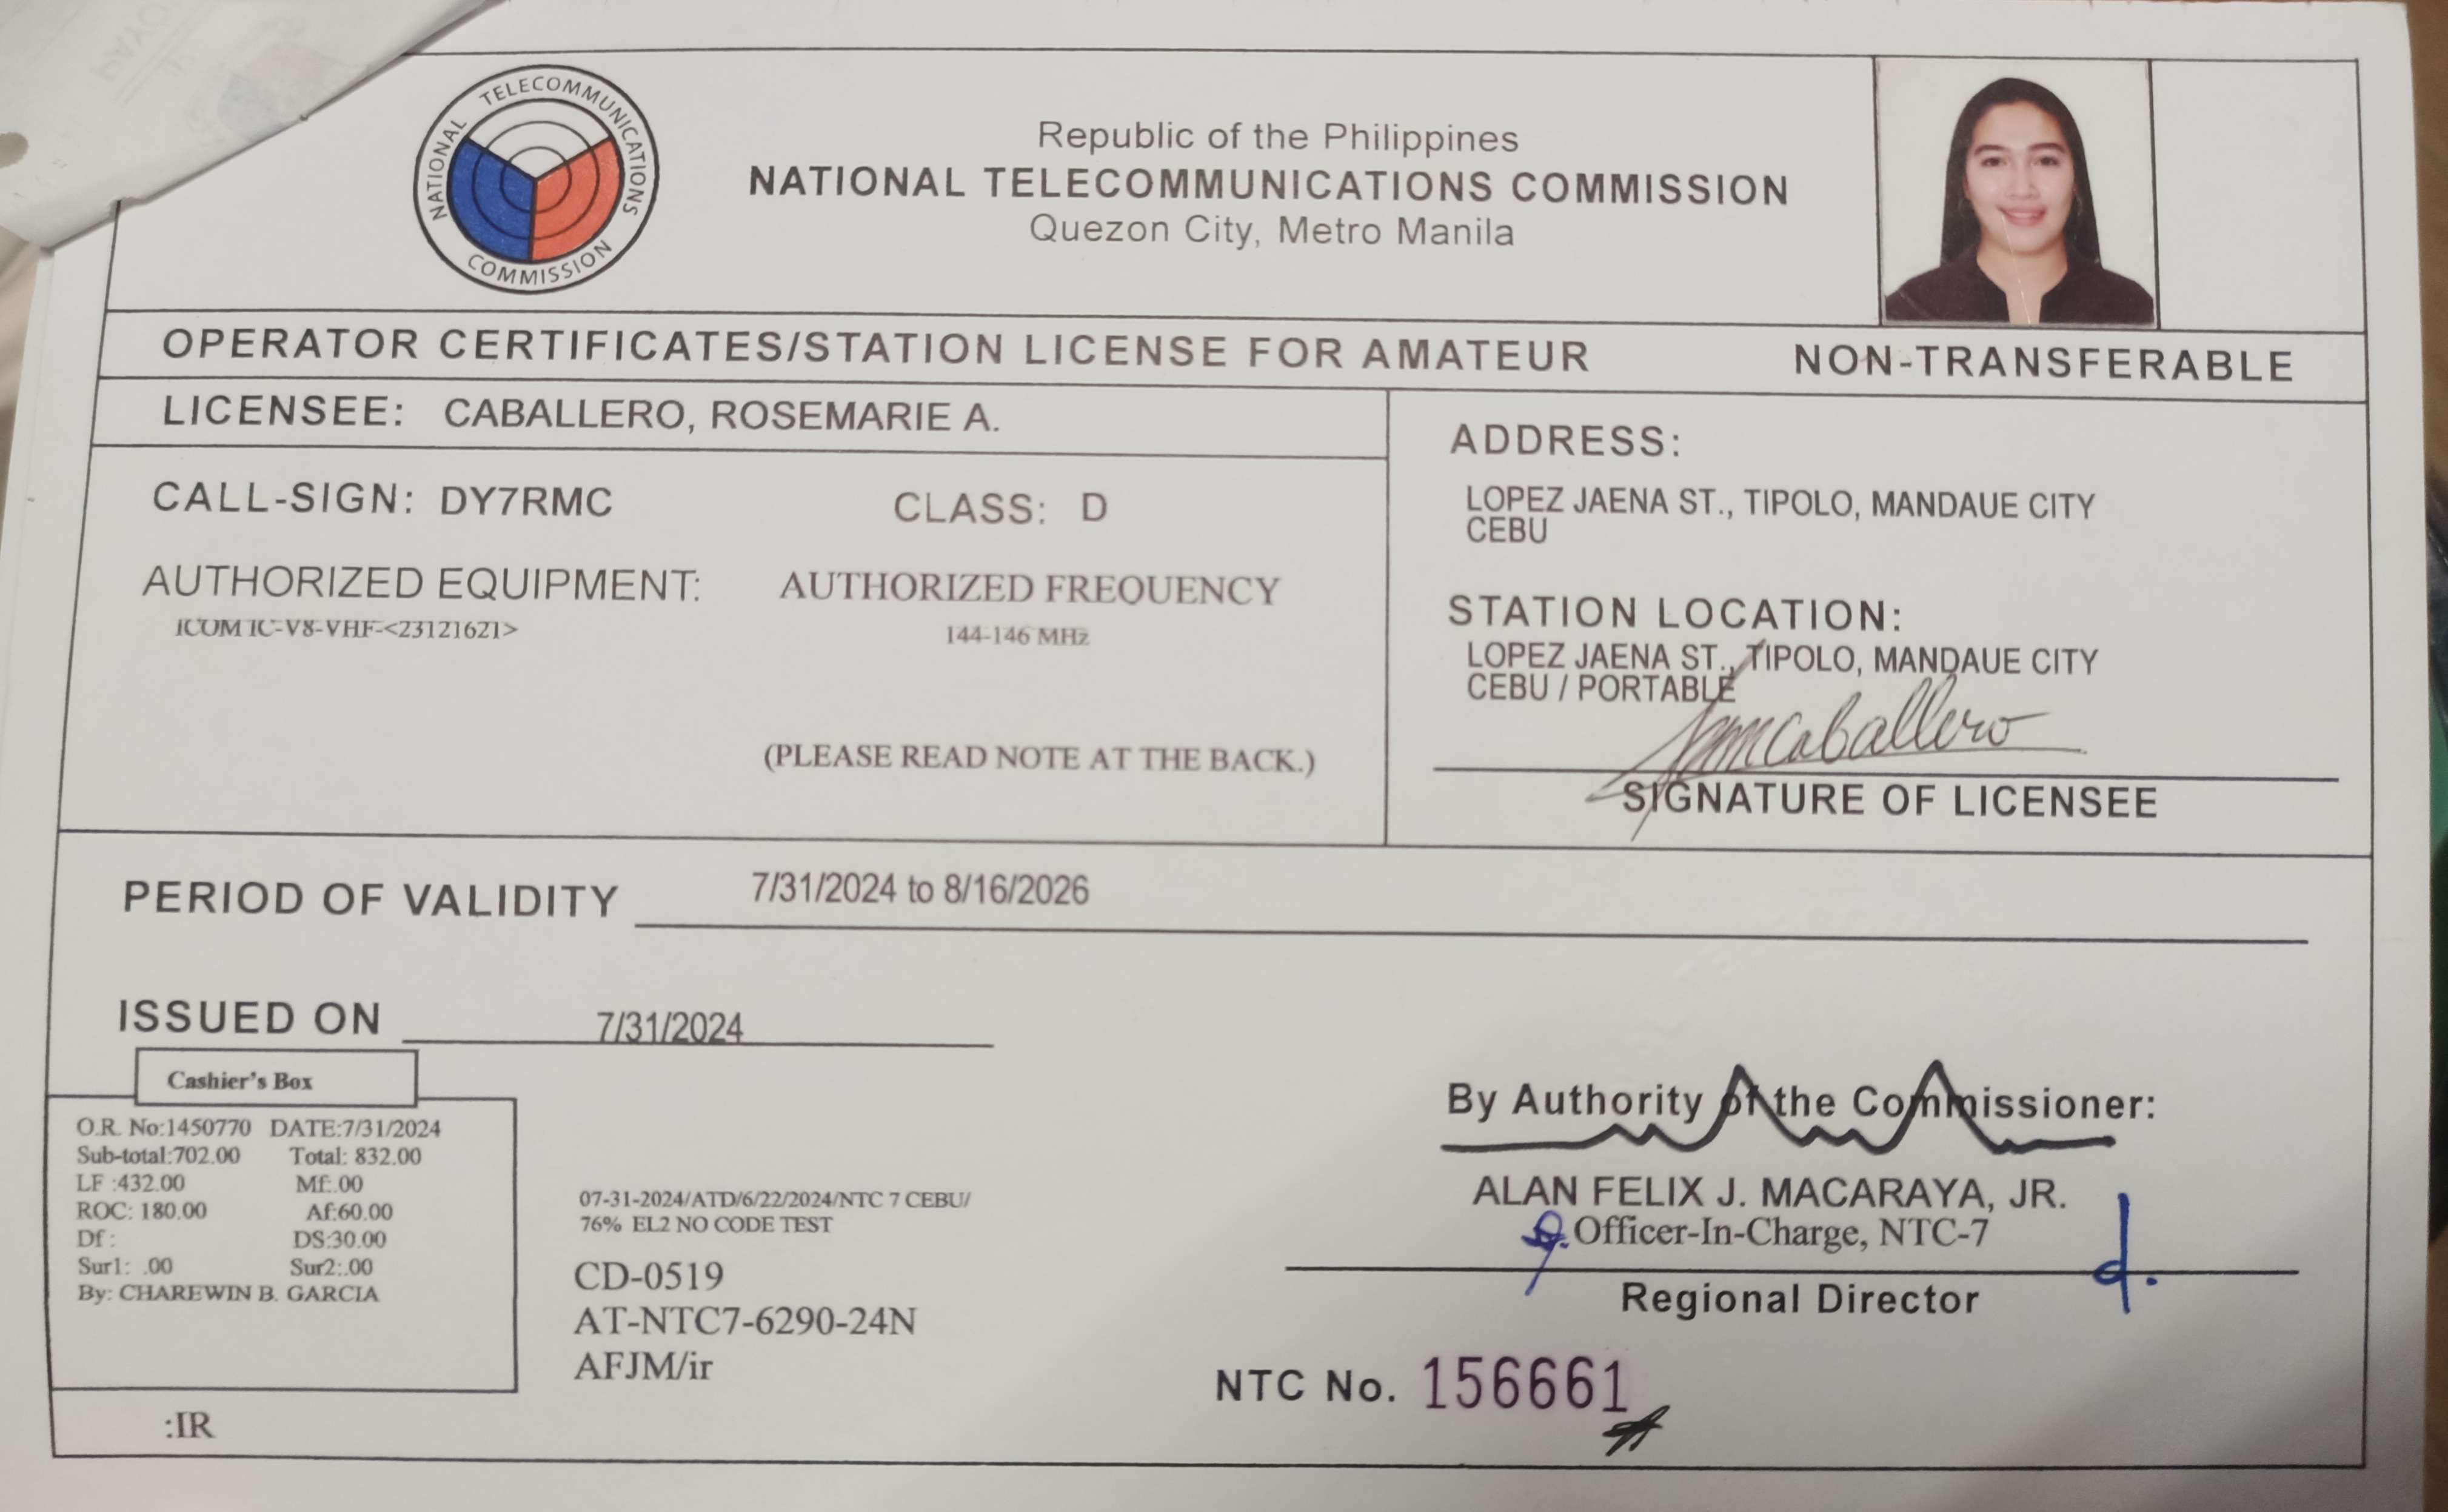 NATIONAL TELECOMMUNICATIONS COMMISSION
Republic of the Philippines
NATIONAL TELECOMMUNICATIONS COMMISSION
Quezon City, Metro Manila
OPERATOR CERTIFICATES/STATION LICENSE FOR AMATEUR NON-TRANSFERABLE
LICENSEE: CABALLERO, ROSEMARIE A.
CALL-SIGN: DY7RMC CLASS: D
AUTHORIZED EQUIPMENT: AUTHORIZED FREQUENCY
ICOM IC-V8-VHF-<23121621> 144-146 MHz
(PLEASE READ NOTE AT THE BACK.)
ADDRESS:
LOPEZ JAENA ST., TIPOLO, MANDAUE CITY
CEBU
STATION LOCATION:
LOPEZ JAENA ST., TIPOLO, MANDAUE CITY
CEBU / PORTABLE
SIGNATURE OF LICENSEE
PERIOD OF VALIDITY 7/31/2024 to 8/16/2026
ISSUED ON 7/31/2024
Cashier's Box
O.R. No:1450770 DATE:7/31/2024
Sub-total:702.00 Total: 832.00
LF :432.00 Mf:.00
ROC: 180.00 Af:60.00
Df : DS:30.00
Sur1: .00 Sur2:.00
By: CHAREWIN B. GARCIA
:IR
07-31-2024/ATD/6/22/2024/NTC 7 CEBU/
76% EL2 NO CODE TEST
CD-0519
AT-NTC7-6290-24N
AFJM/ir
By Authority of the Commissioner:
ALAN FELIX J. MACARAYA, JR.
Officer-In-Charge, NTC-7
Regional Director
NTC No. 156661